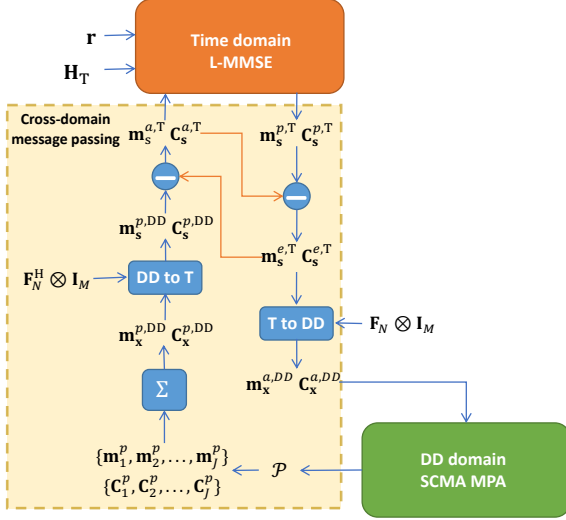 r
H_T
Time domain
L-MMSE
Cross-domain
message passing
m_s^{a,T} C_s^{a,T}
m_s^{p,T} C_s^{p,T}
m_s^{p,DD} C_s^{p,DD}
m_s^{e,T} C_s^{e,T}
F_N^H ⊗ I_M
DD to T
T to DD
F_N ⊗ I_M
m_x^{p,DD} C_x^{p,DD}
m_x^{a,DD} C_x^{a,DD}
Σ
{m_1^p, m_2^p, . . . , m_J^p}
{C_1^p, C_2^p, . . . , C_J^p}
𝒫
DD domain
SCMA MPA